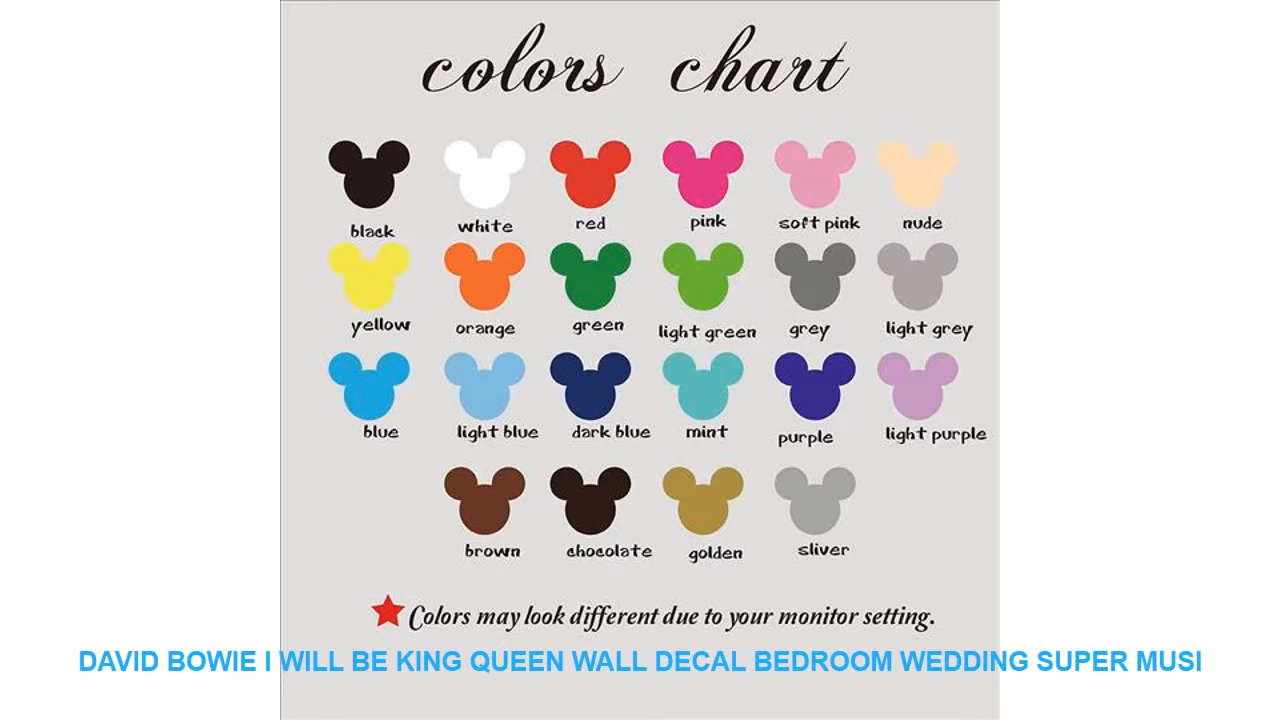 colors chart
black white red pink soft pink nude
yellow orange green light green grey light grey
blue light blue dark blue mint purple light purple
brown chocolate golden sliver
Colors may look different due to your monitor setting.
DAVID BOWIE I WILL BE KING QUEEN WALL DECAL BEDROOM WEDDING SUPER MUSI